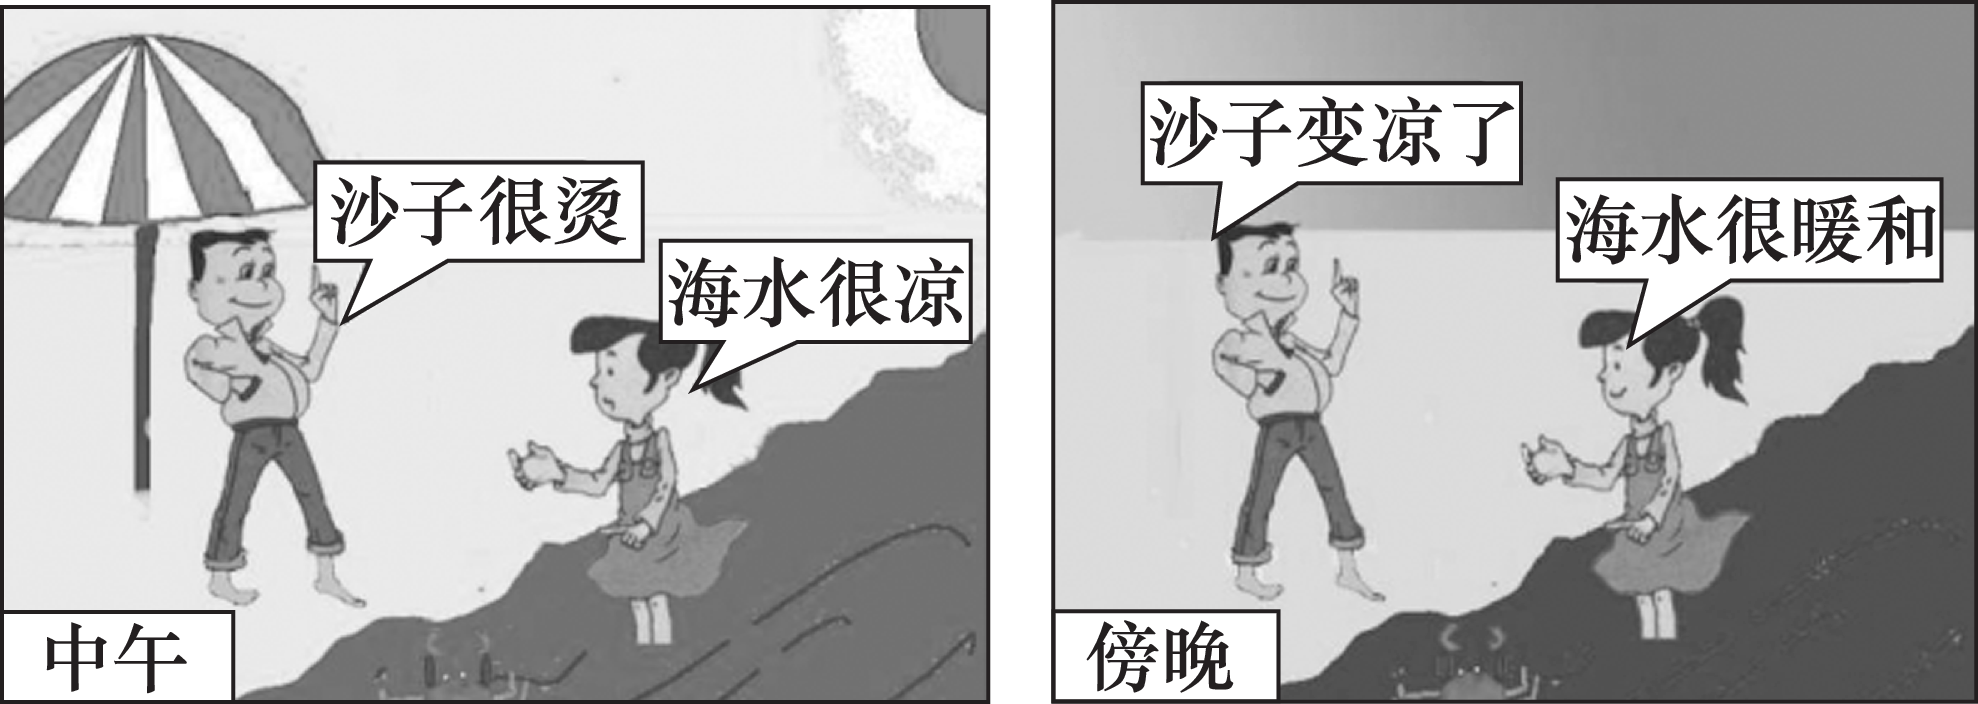 沙子很烫
海水很凉
中午
沙子变凉了
海水很暖和
傍晚